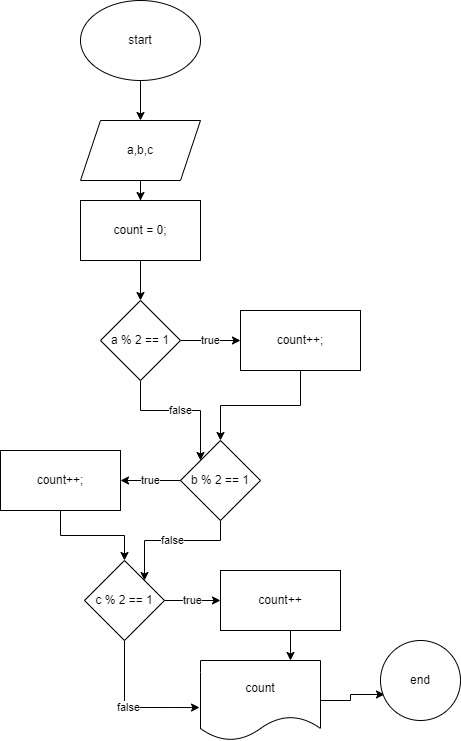 start
a,b,c
count = 0;
a % 2 == 1
true
count++;
false
count++;
true
b % 2 == 1
false
c % 2 == 1
true
count++
false
count
end